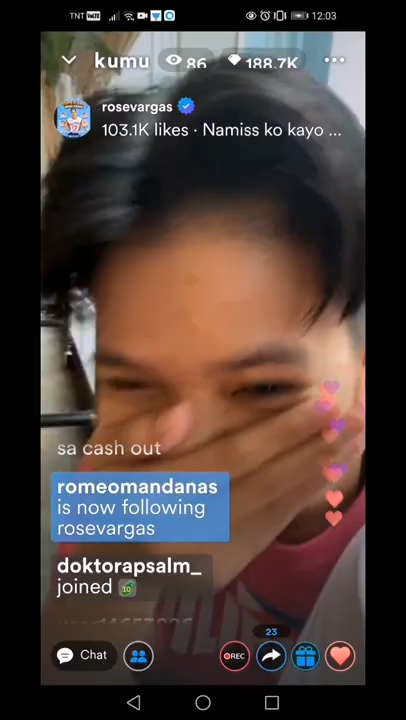 TNT VoLTE
12:03
kumu 86 188.7K
rosevargas
103.1K likes · Namiss ko kayo ...
sa cash out
romeomandanas
is now following
rosevargas
doktorapsalm_
joined 10
23
Chat
REC